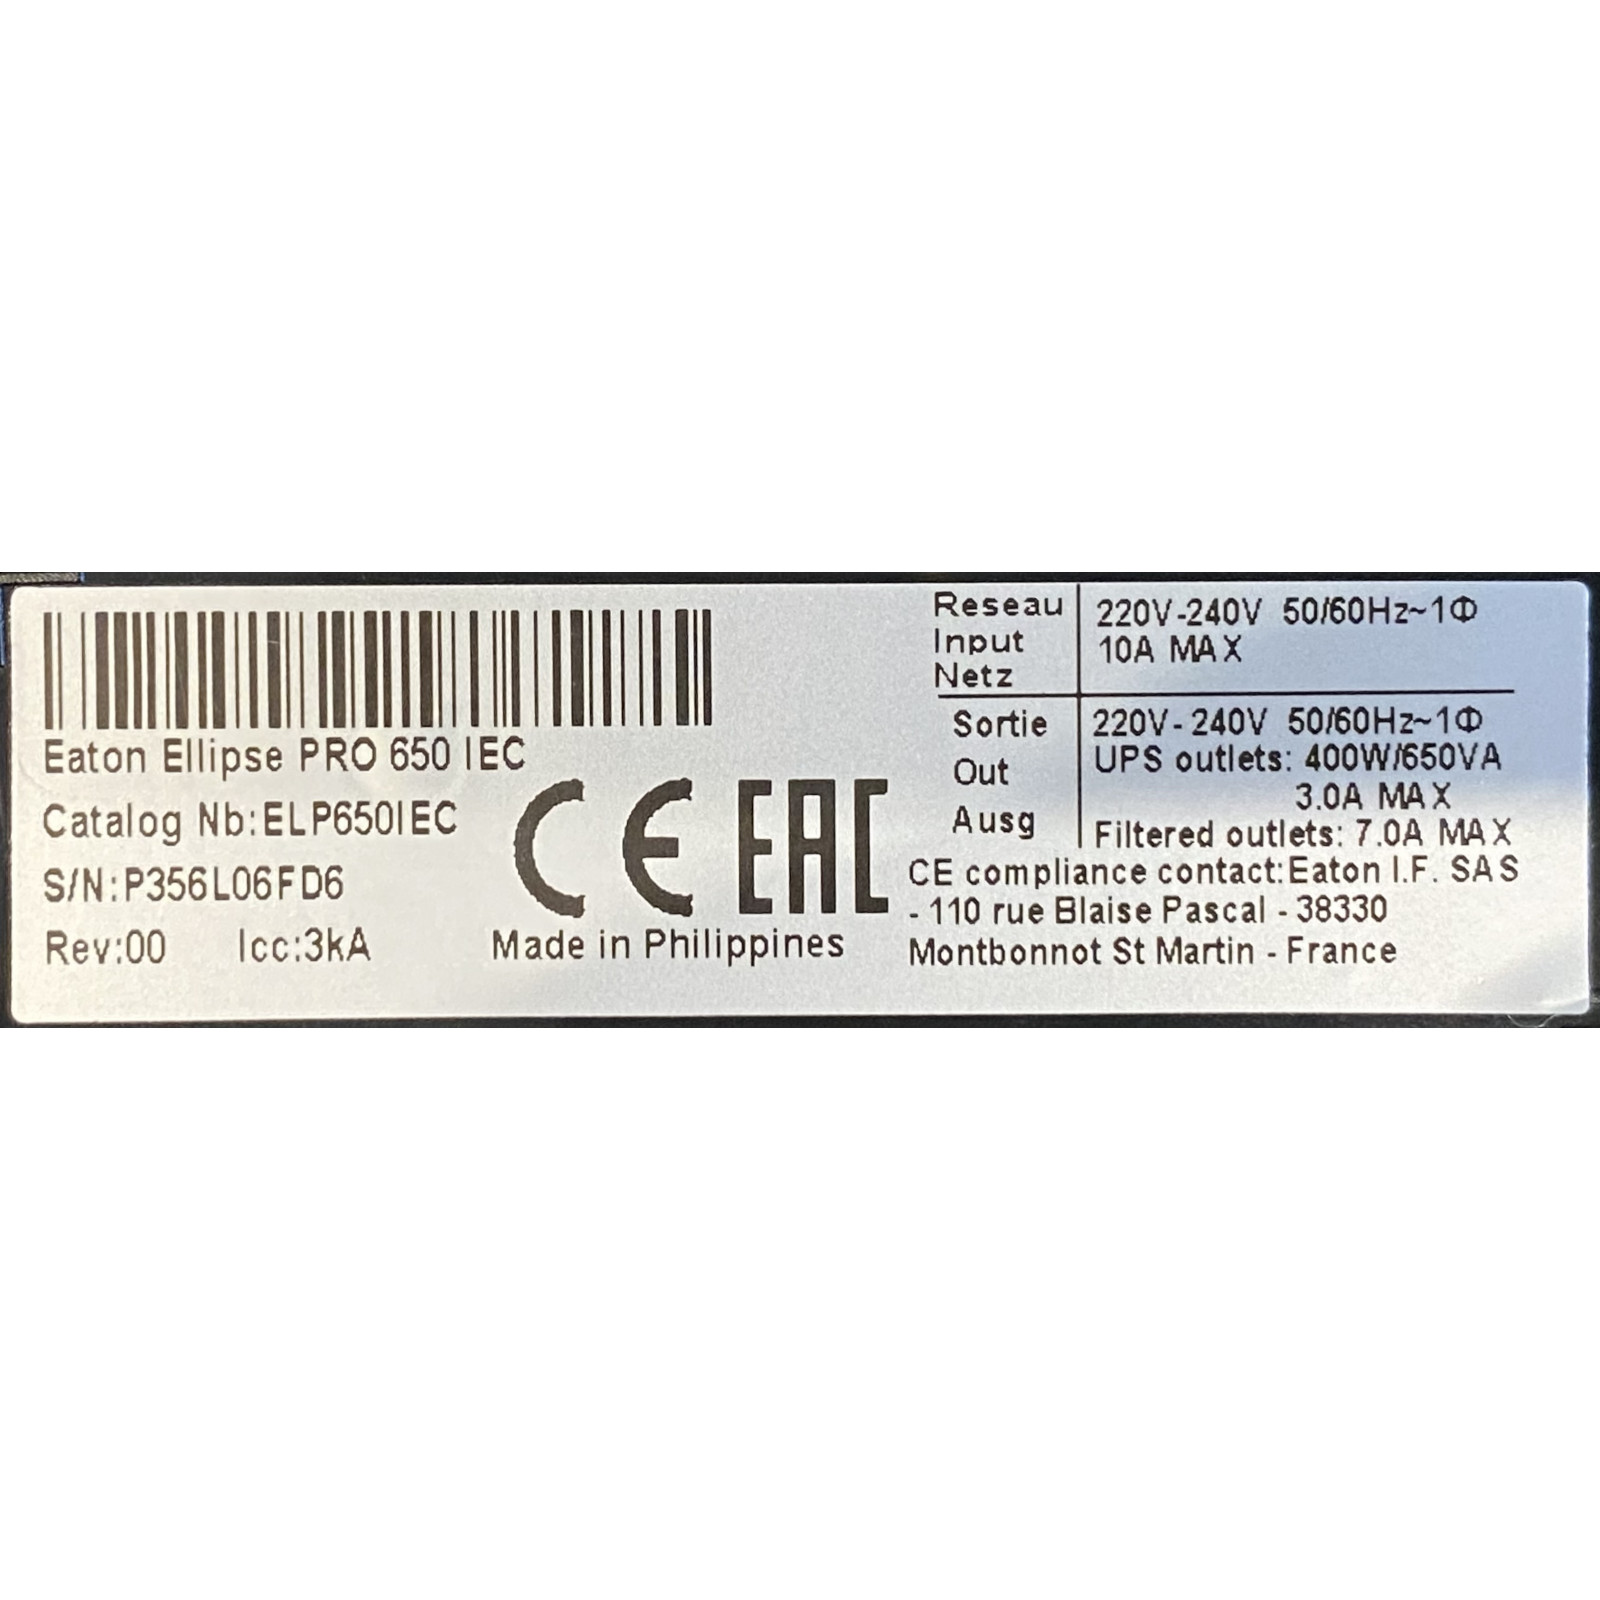 Eaton Ellipse PRO 650 IEC
Catalog Nb:ELP650IEC
S/N:P356L06FD6
Rev:00 Icc:3kA
CE EAC
Made in Philippines
Reseau
Input
Netz
220V-240V 50/60Hz~1Φ
10A MAX
Sortie
Out
Ausg
220V-240V 50/60Hz~1Φ
UPS outlets: 400W/650VA
3.0A MAX
Filtered outlets: 7.0A MAX
CE compliance contact:Eaton I.F. SAS
- 110 rue Blaise Pascal - 38330
Montbonnot St Martin - France